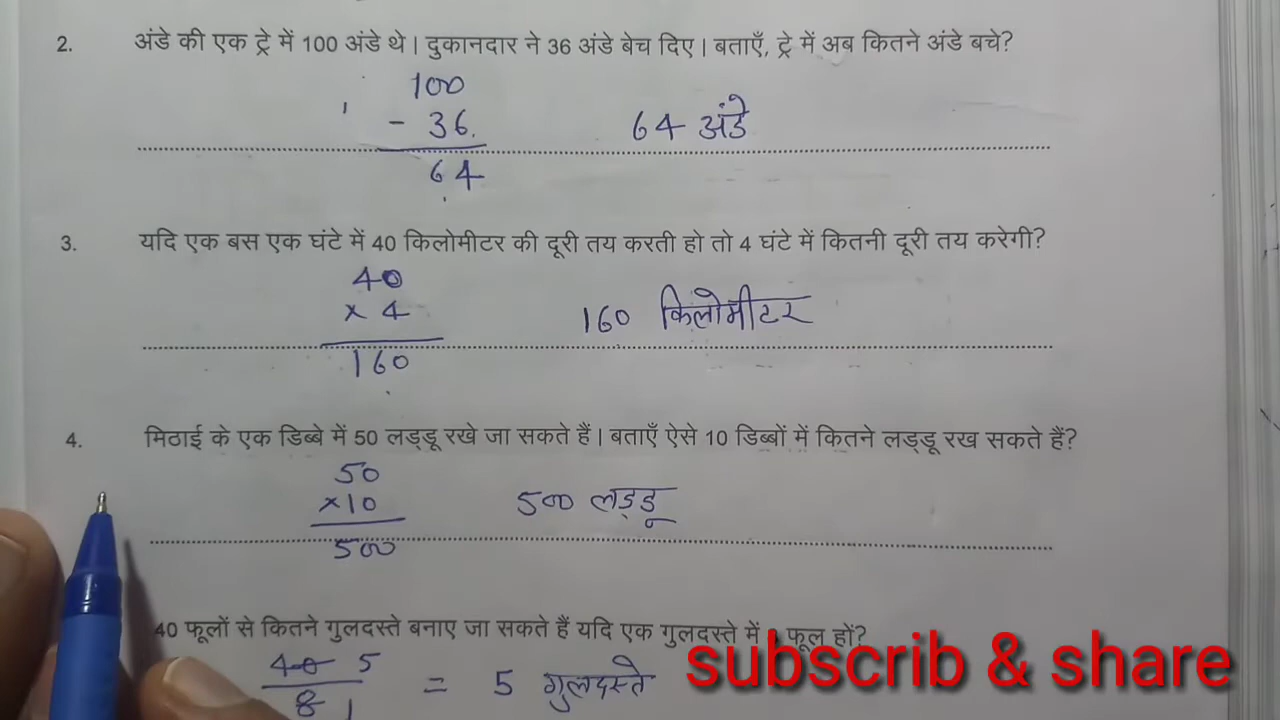 2. अंडे की एक ट्रे में 100 अंडे थे। दुकानदार ने 36 अंडे बेच दिए। बताएँ, ट्रे में अब कितने अंडे बचे?
100
- 36
64 अंडे
64
3. यदि एक बस एक घंटे में 40 किलोमीटर की दूरी तय करती हो तो 4 घंटे में कितनी दूरी तय करेगी?
40
× 4
160 किलोमीटर
160
4. मिठाई के एक डिब्बे में 50 लड्डू रखे जा सकते हैं। बताएँ ऐसे 10 डिब्बों में कितने लड्डू रख सकते हैं?
50
×10
500 लड्डू
500
40 फूलों से कितने गुलदस्ते बनाए जा सकते हैं यदि एक गुलदस्ते में फूल हों?
40 5
8 1
= 5 गुलदस्ते
subscrib & share